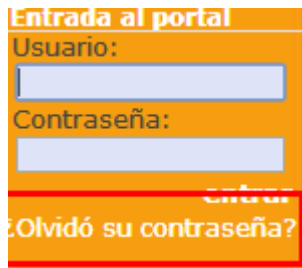 Entrada al portal
Usuario:
Contraseña:
entrar
¿Olvidó su contraseña?